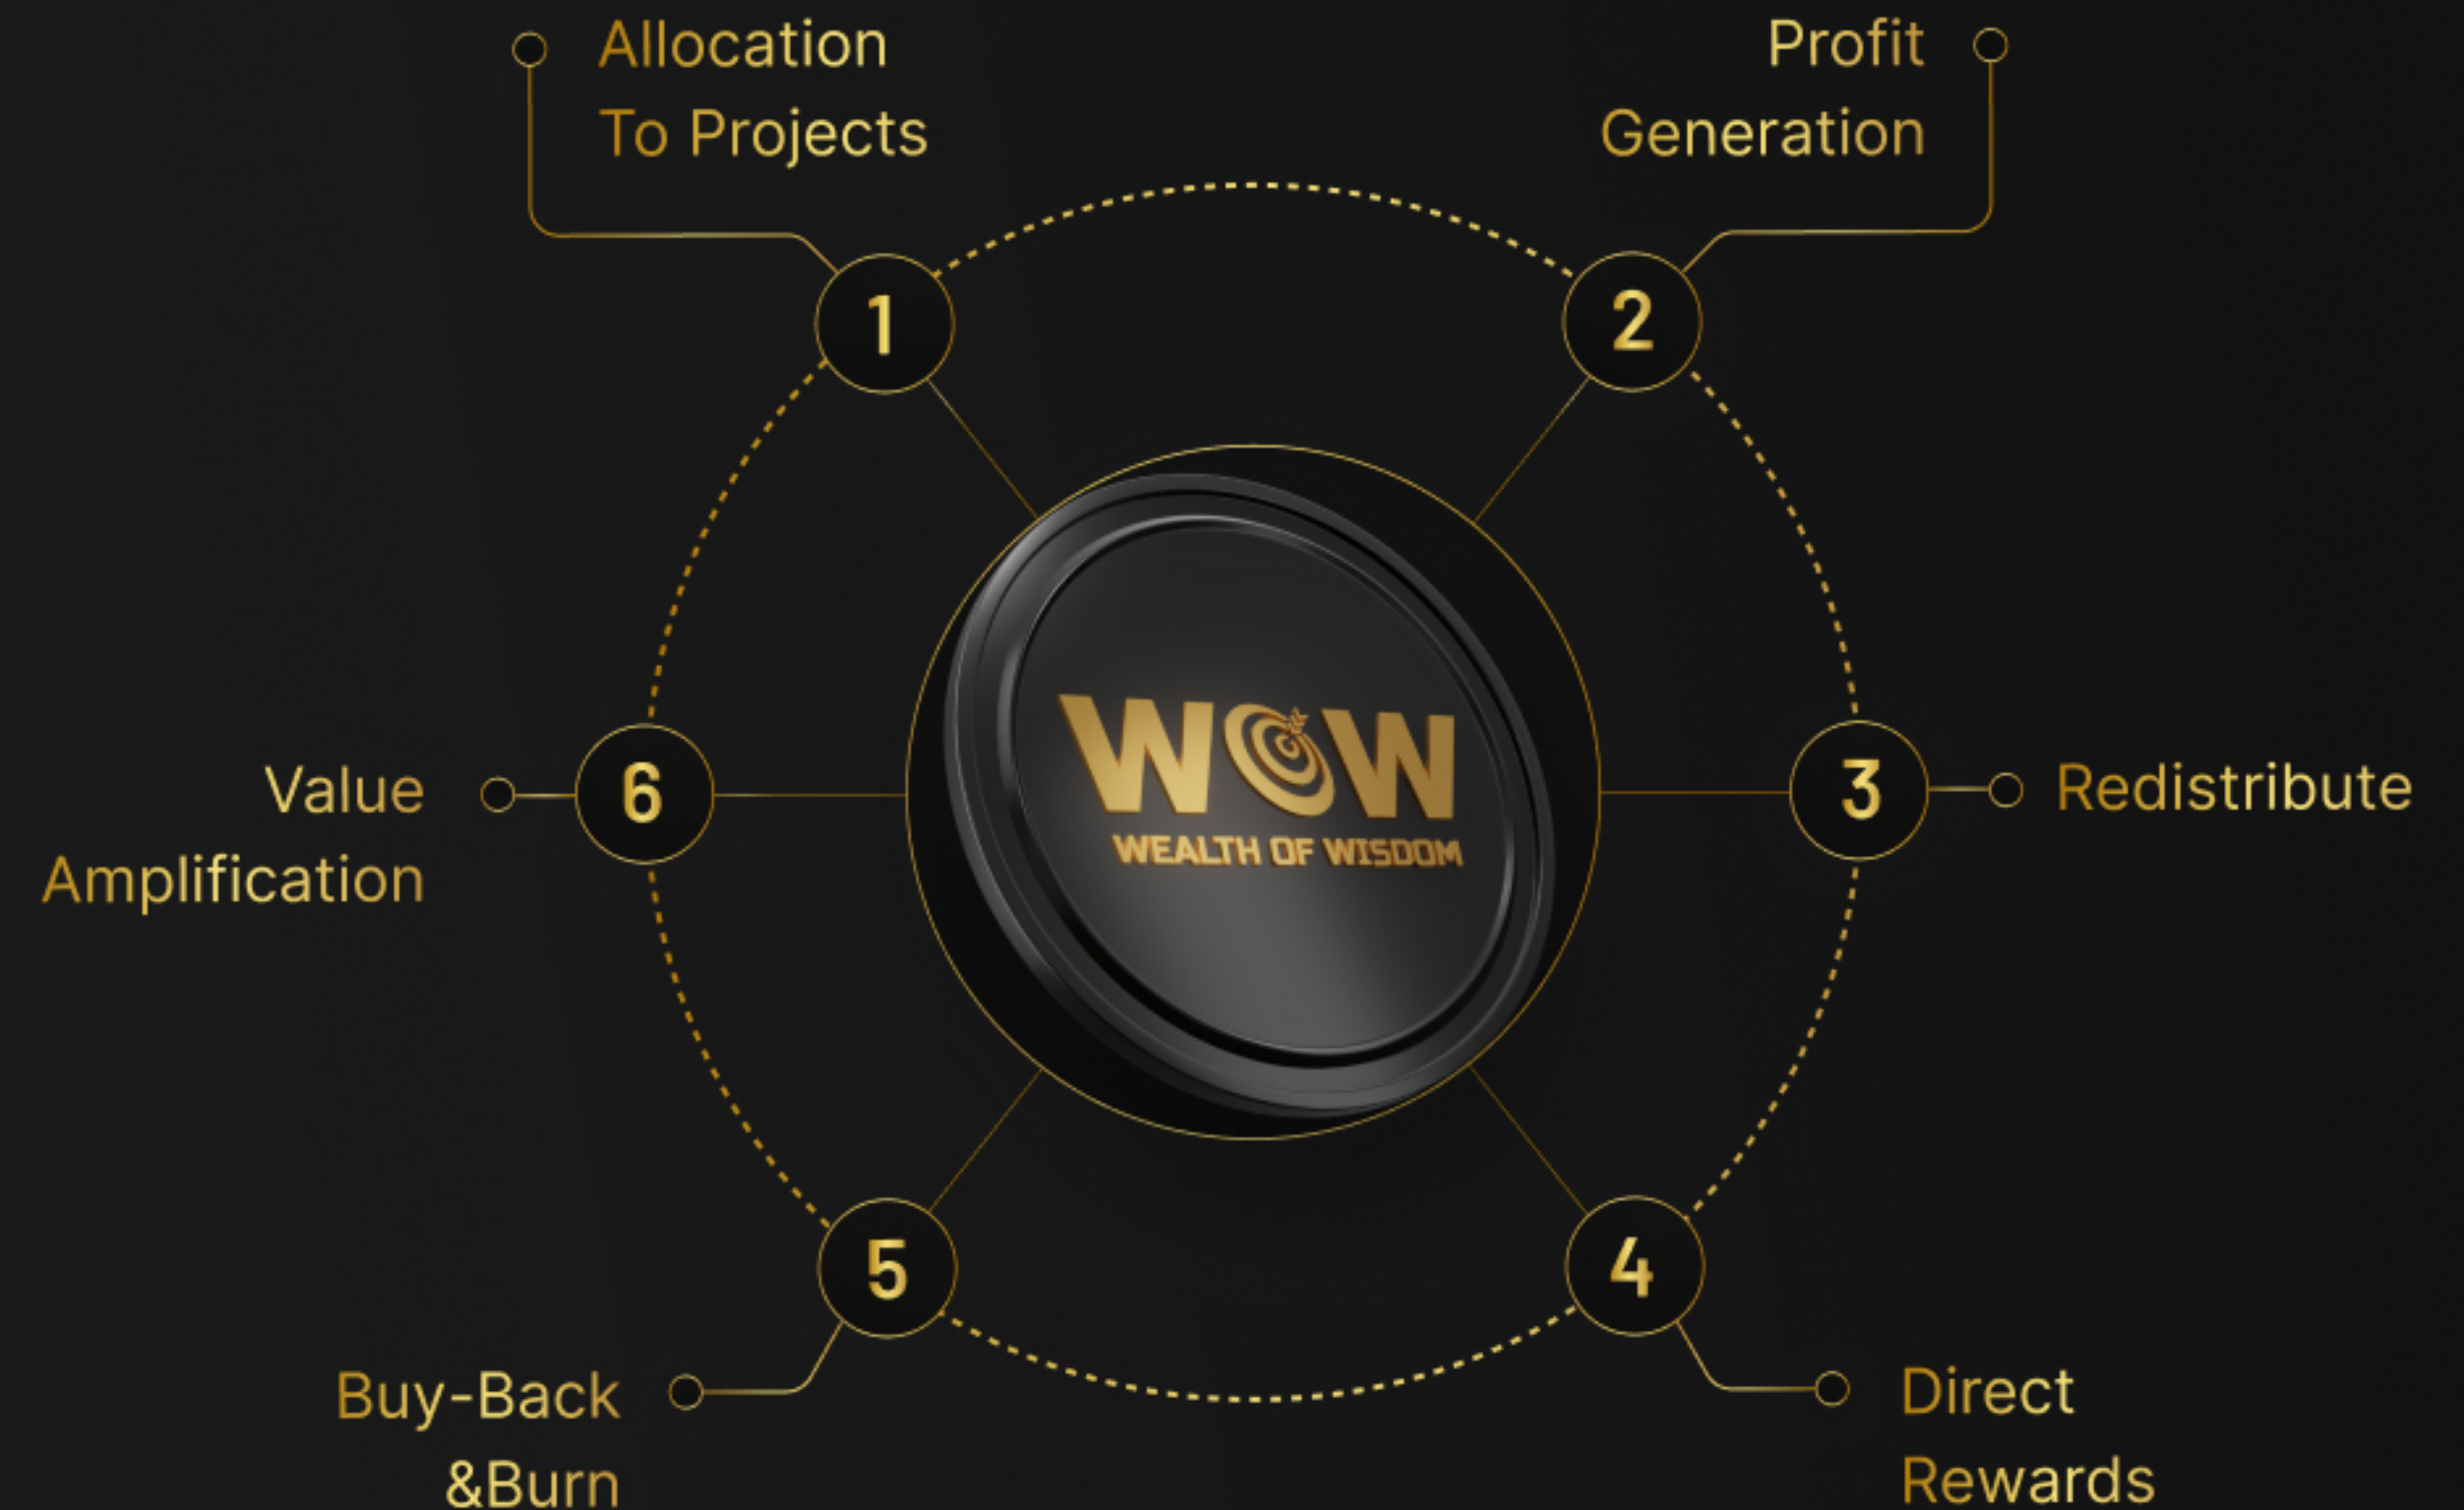 Allocation
To Projects
1
Profit
Generation
2
3
Redistribute
4
Direct
Rewards
5
Buy-Back
&Burn
6
Value
Amplification
WOW
WEALTH OF WISDOM